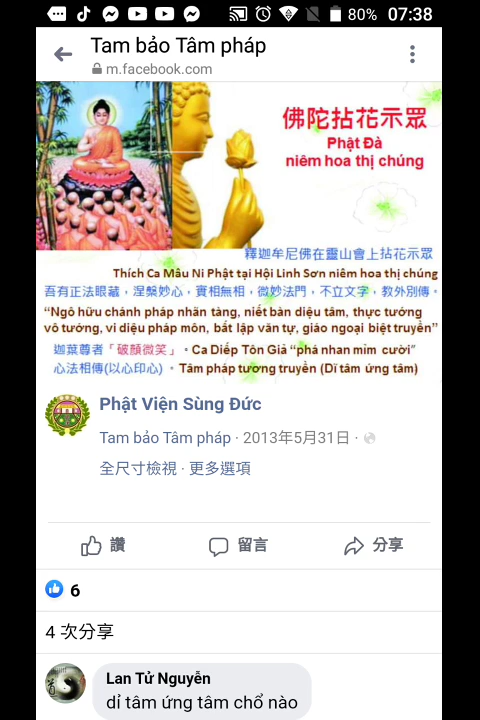 80% 07:38
Tam bảo Tâm pháp
m.facebook.com
佛陀拈花示眾
Phật Đà
niêm hoa thị chúng
釋迦牟尼佛在靈山會上拈花示眾
Thích Ca Mâu Ni Phật tại Hội Linh Sơn niêm hoa thị chúng
吾有正法眼藏，涅槃妙心，實相無相，微妙法門，不立文字，教外別傳。
“Ngô hữu chánh pháp nhãn tàng, niết bàn diệu tâm, thực tướng
vô tướng, vi diệu pháp môn, bất lập văn tự, giáo ngoại biệt truyền”
迦葉尊者「破顏微笑」。Ca Diếp Tôn Giả “phá nhan mỉm cười”
心法相傳(以心印心) 。Tâm pháp tương truyền (Dĩ tâm ứng tâm)
Phật Viện Sùng Đức
Tam bảo Tâm pháp · 2013年5月31日 ·
全尺寸檢視 · 更多選項
讚 留言 分享
6
4 次分享
Lan Tử Nguyễn
dỉ tâm ứng tâm chổ nào